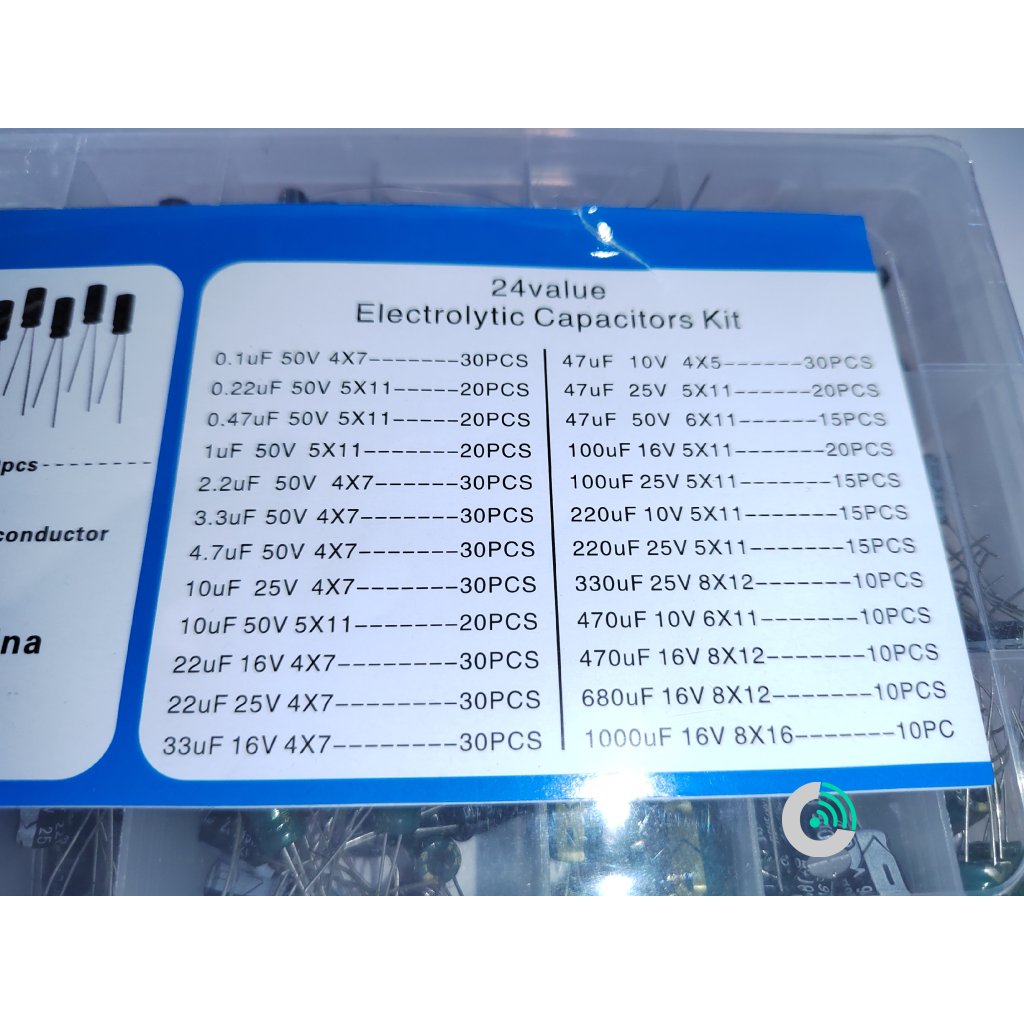 24value
Electrolytic Capacitors Kit
0.1uF 50V 4X7-------30PCS
0.22uF 50V 5X11-----20PCS
0.47uF 50V 5X11-----20PCS
1uF 50V 5X11-------20PCS
2.2uF 50V 4X7-------30PCS
3.3uF 50V 4X7-------30PCS
4.7uF 50V 4X7-------30PCS
10uF 25V 4X7-------30PCS
10uF 50V 5X11-------20PCS
22uF 16V 4X7--------30PCS
22uF 25V 4X7--------30PCS
33uF 16V 4X7--------30PCS
47uF 10V 4X5------30PCS
47uF 25V 5X11------20PCS
47uF 50V 6X11------15PCS
100uF 16V 5X11------20PCS
100uF 25V 5X11------15PCS
220uF 10V 5X11------15PCS
220uF 25V 5X11------15PCS
330uF 25V 8X12------10PCS
470uF 10V 6X11------10PCS
470uF 16V 8X12------10PCS
680uF 16V 8X12------10PCS
1000uF 16V 8X16------10PC
pcs---------
conductor
na
25